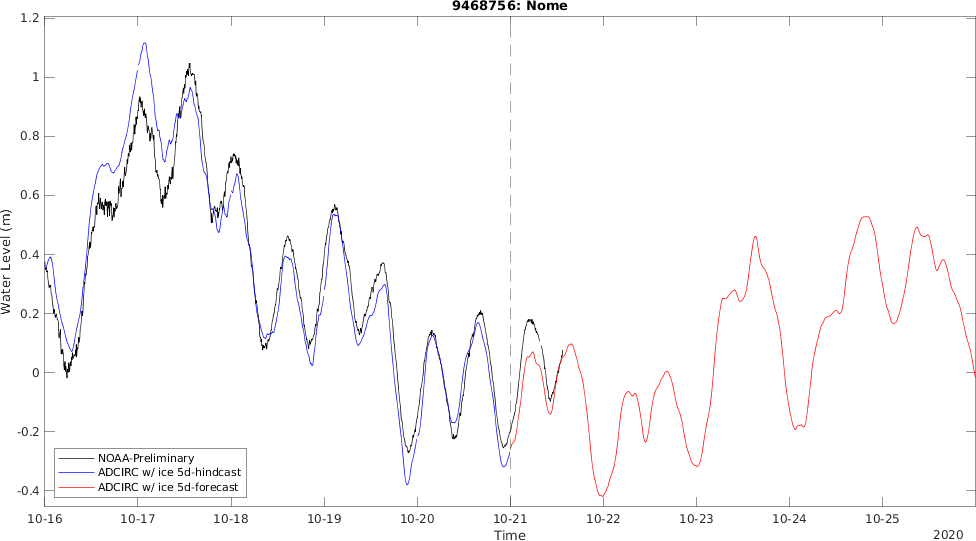 9468756: Nome
1.2
1
0.8
0.6
0.4
0.2
0
-0.2
-0.4
Water Level (m)
NOAA-Preliminary
ADCIRC w/ ice 5d-hindcast
ADCIRC w/ ice 5d-forecast
10-16 10-17 10-18 10-19 10-20 10-21 10-22 10-23 10-24 10-25
Time
2020